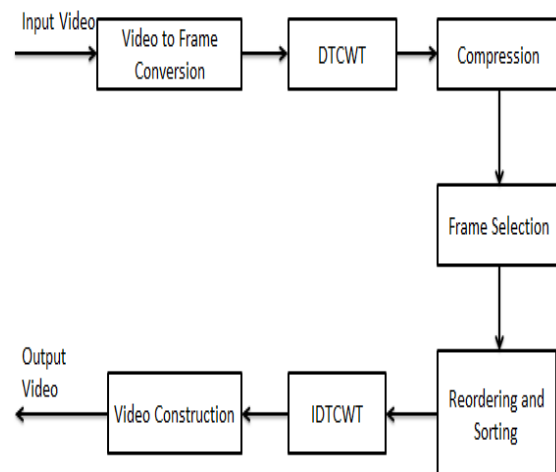 Input Video
Video to Frame
Conversion
DTCWT
Compression
Frame Selection
Reordering and
Sorting
IDTCWT
Video Construction
Output
Video